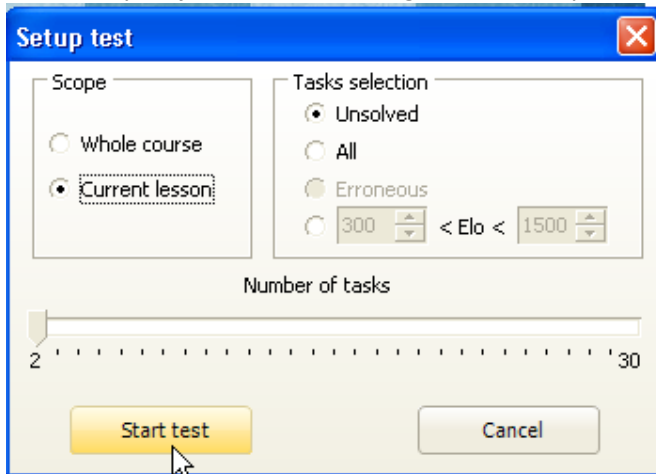 Setup test
Scope
Whole course
Current lesson
Tasks selection
Unsolved
All
Erroneous
300 < Elo < 1500
Number of tasks
2 30
Start test Cancel